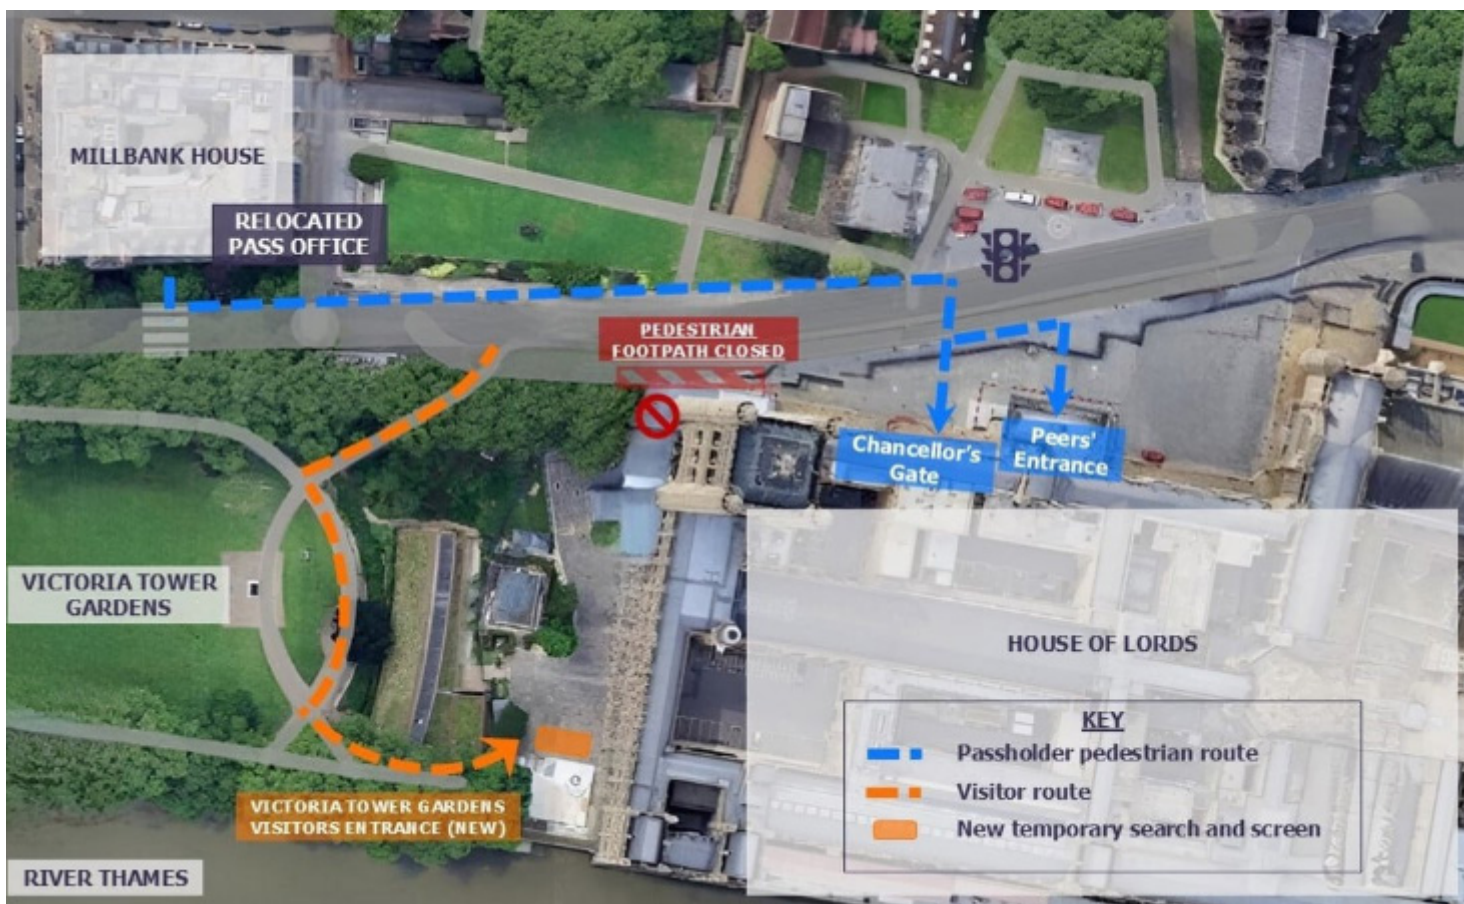 MILLBANK HOUSE
RELOCATED
PASS OFFICE
PEDESTRIAN
FOOTPATH CLOSED
Chancellor's
Gate
Peers'
Entrance
VICTORIA TOWER
GARDENS
HOUSE OF LORDS
KEY
Passholder pedestrian route
Visitor route
New temporary search and screen
VICTORIA TOWER GARDENS
VISITORS ENTRANCE (NEW)
RIVER THAMES